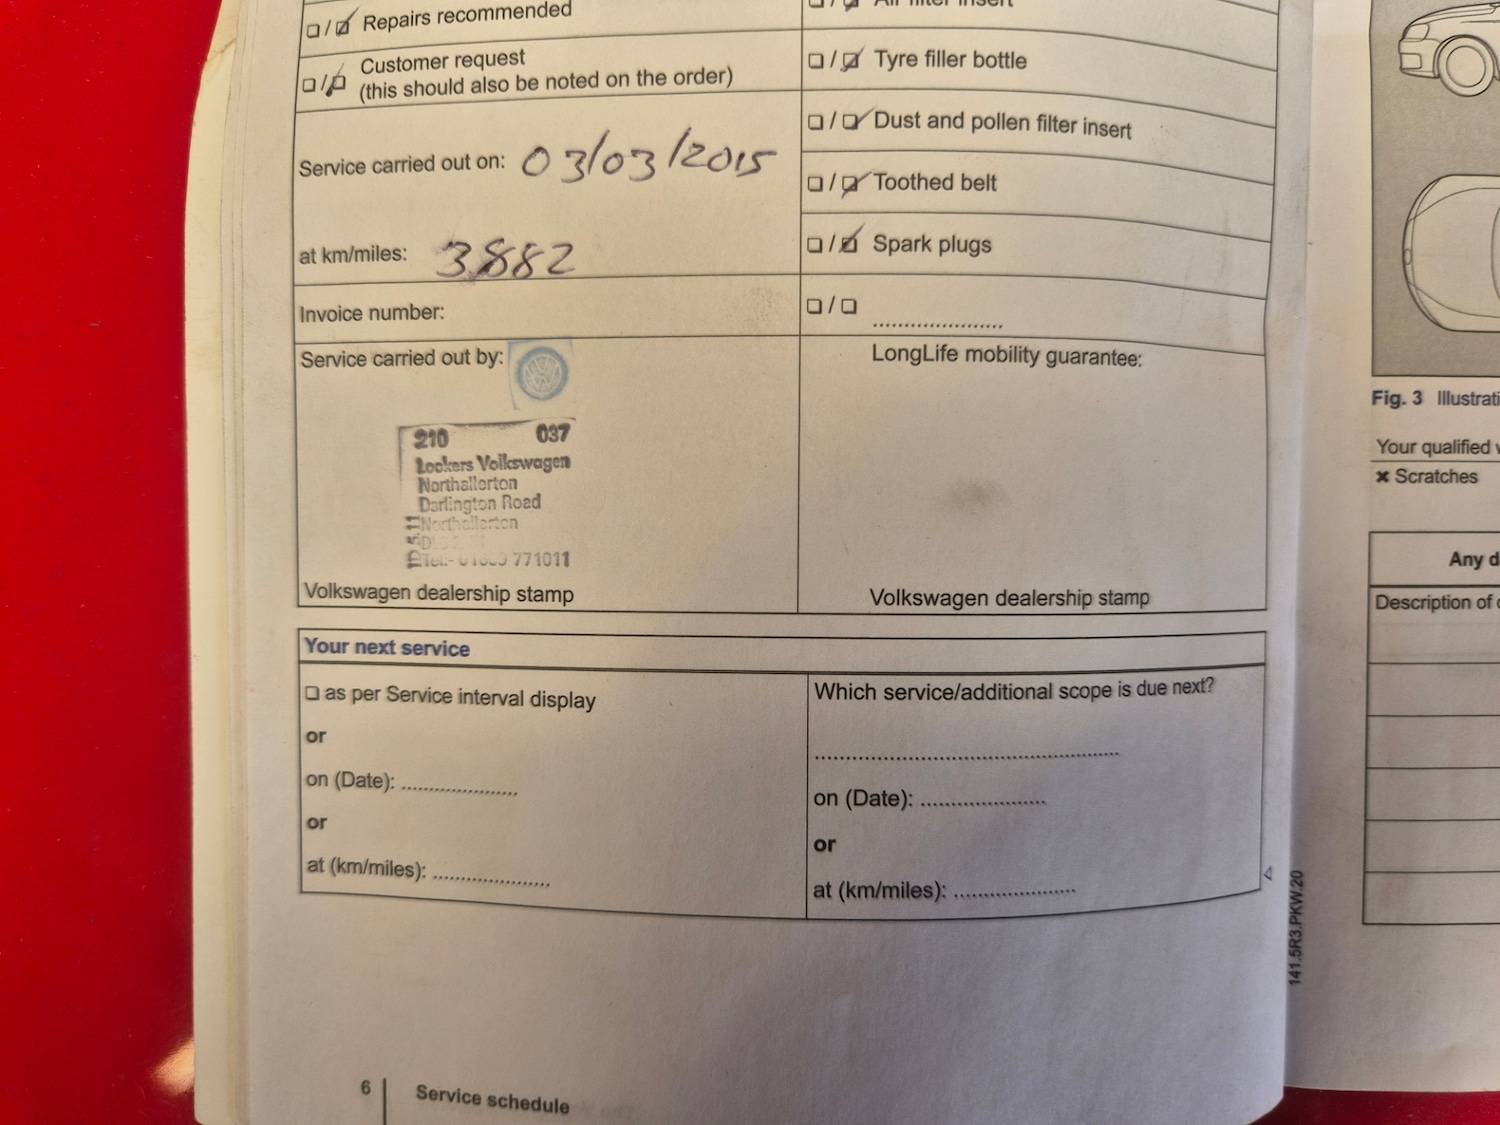 Repairs recommended
Customer request
(this should also be noted on the order)
Service carried out on: 03/03/2015
at km/miles: 3882
Invoice number:
Service carried out by:
210 037
Lookers Volkswagen
Northallerton
Darlington Road
Northallerton
Tel:- 771011
Volkswagen dealership stamp
Air filter insert
Tyre filler bottle
Dust and pollen filter insert
Toothed belt
Spark plugs
LongLife mobility guarantee:
Volkswagen dealership stamp
Your next service
as per Service interval display
or
on (Date): ....................
or
at (km/miles): ....................
Which service/additional scope is due next?
on (Date): ....................
or
at (km/miles): ....................
141.5R3.PKW.20
6 Service schedule
Fig. 3
Your qualified
Scratches
Any
Description of